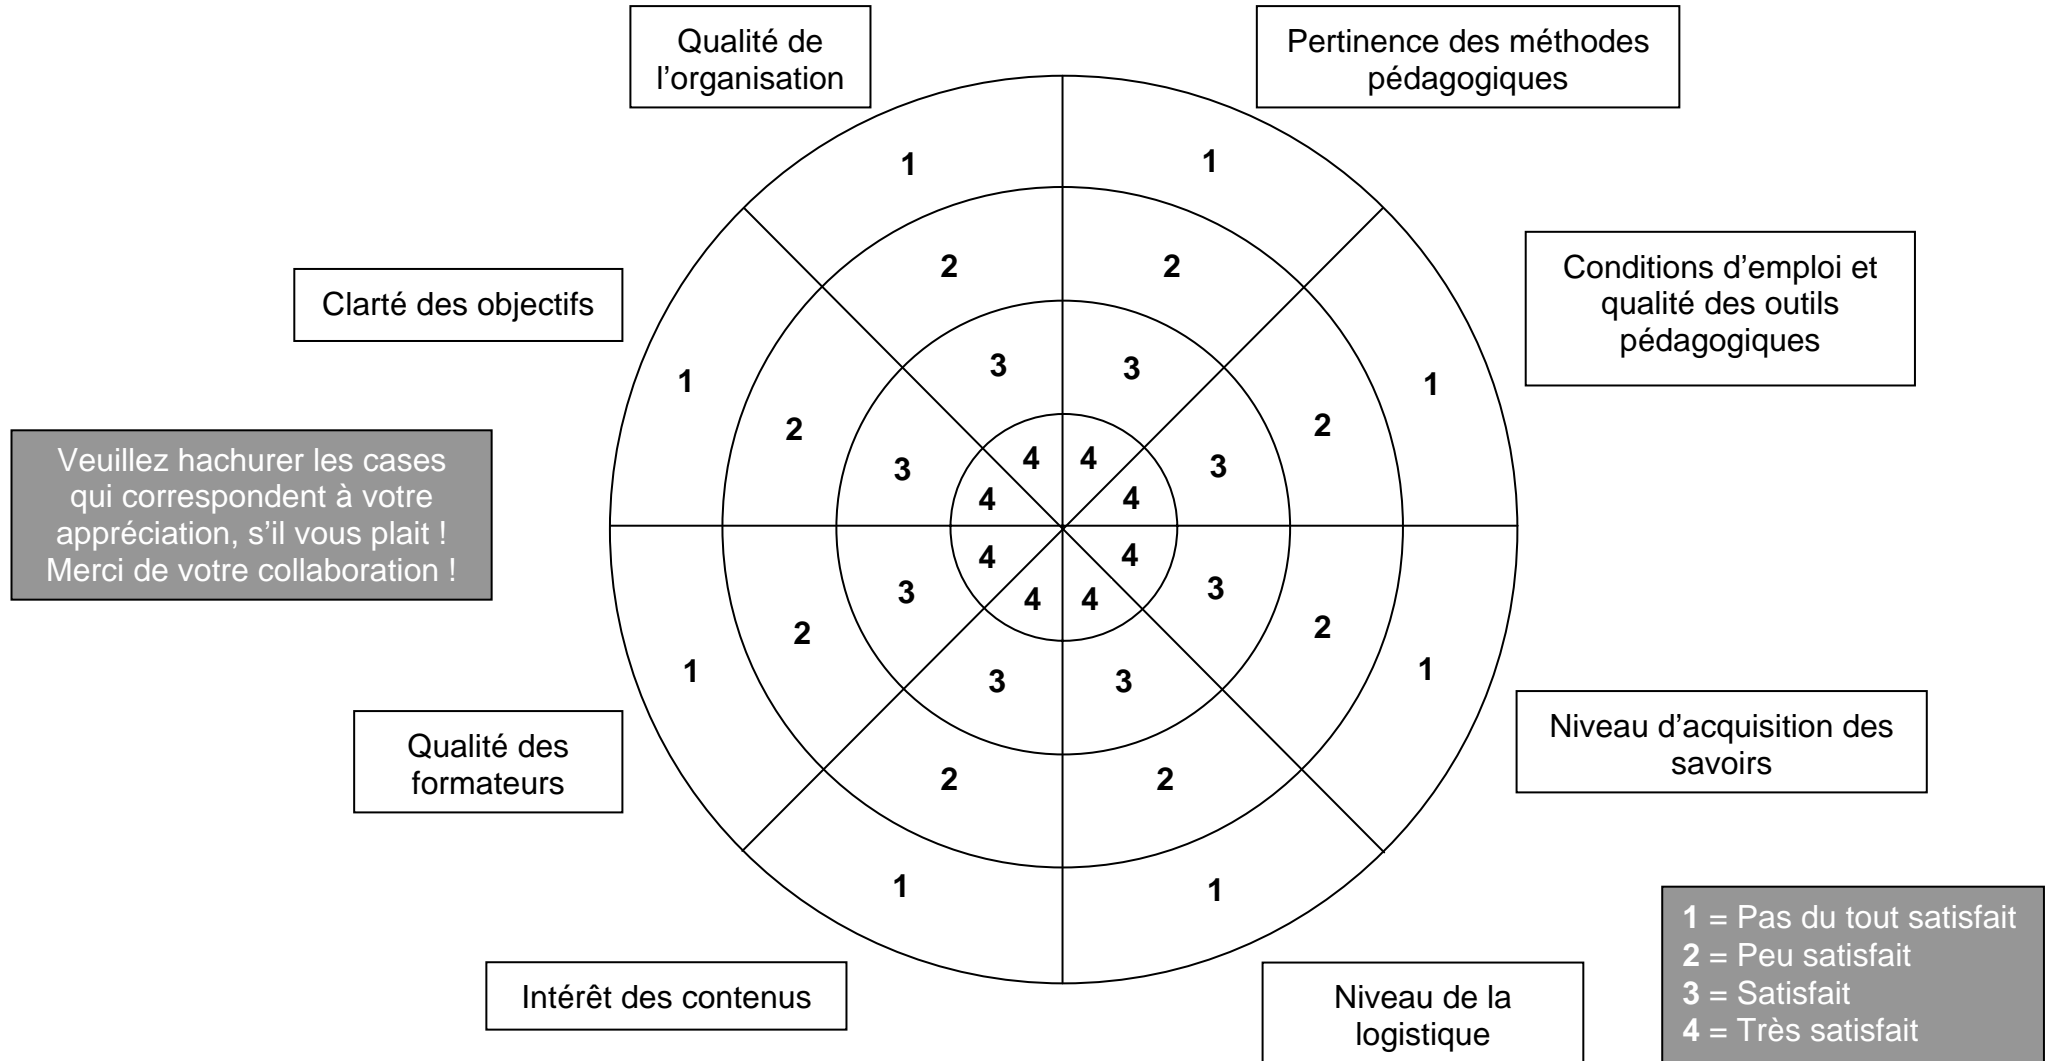 Qualité de
l’organisation
Pertinence des méthodes
pédagogiques
1
1
2
2
Conditions d’emploi et
qualité des outils
pédagogiques
Clarté des objectifs
3
3
1
1
2
2
4
4
3
3
4
4
Veuillez hachurer les cases
qui correspondent à votre
appréciation, s’il vous plait !
Merci de votre collaboration !
4
4
3
3
4
4
2
2
1
1
3
3
Qualité des
formateurs
Niveau d’acquisition des
savoirs
2
2
1
1
Intérêt des contenus
Niveau de la
logistique
1 = Pas du tout satisfait
2 = Peu satisfait
3 = Satisfait
4 = Très satisfait